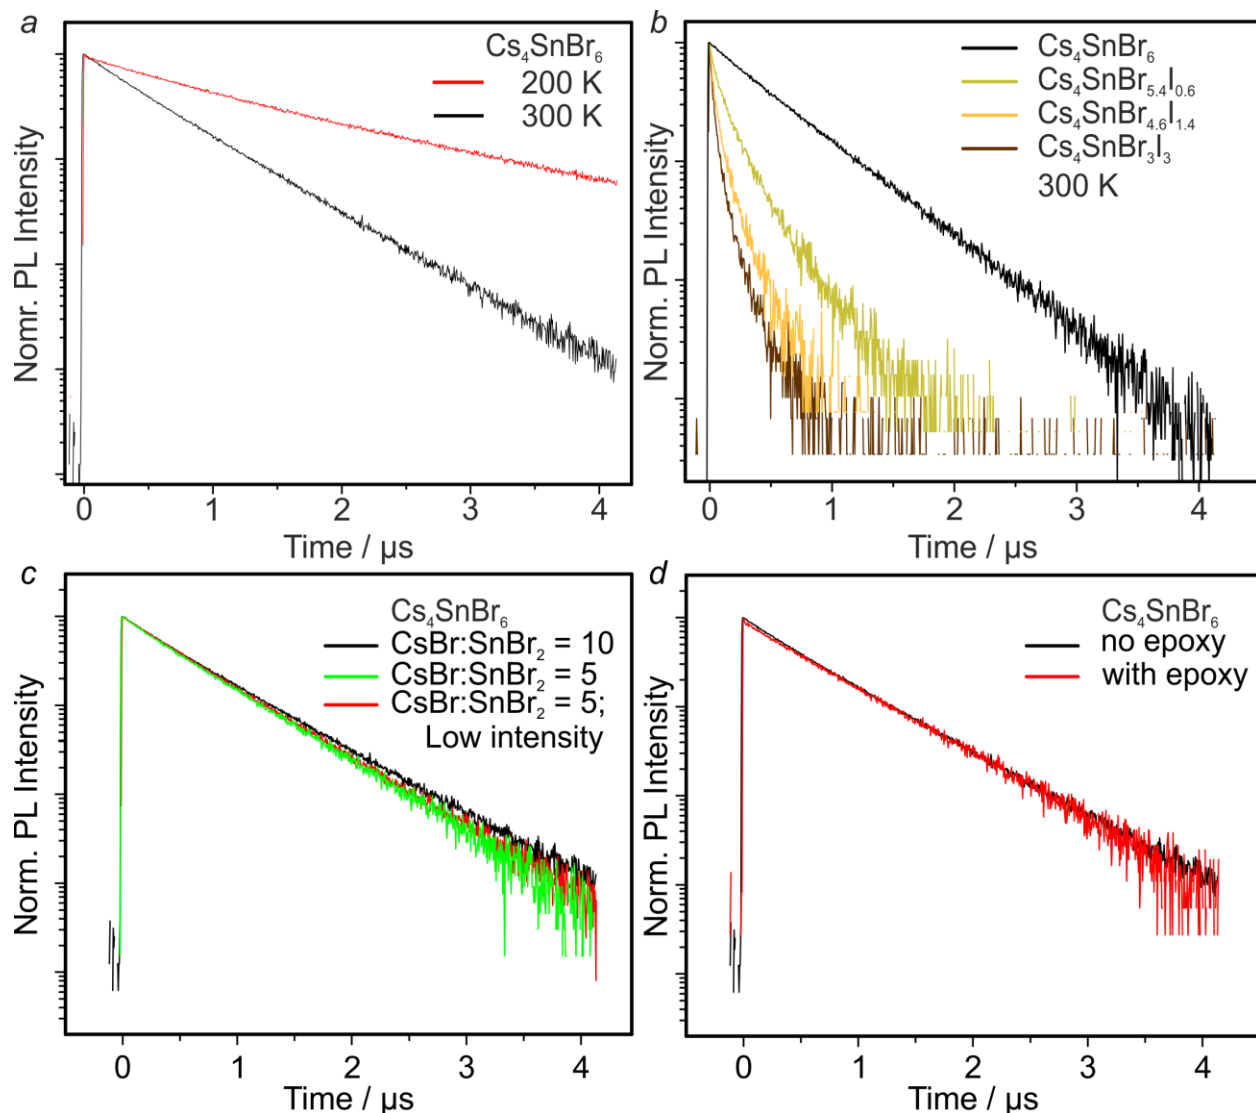 a
Cs₄SnBr₆
200 K
300 K
Nomr. PL Intensity
0 1 2 3 4
Time / µs
b
Cs₄SnBr₆
Cs₄SnBr₅.₄I₀.₆
Cs₄SnBr₄.₆I₁.₄
Cs₄SnBr₃I₃
300 K
Norm. PL Intensity
0 1 2 3 4
Time / µs
c
Cs₄SnBr₆
CsBr:SnBr₂ = 10
CsBr:SnBr₂ = 5
CsBr:SnBr₂ = 5;
Low intensity
Norm. PL Intensity
0 1 2 3 4
Time / µs
d
Cs₄SnBr₆
no epoxy
with epoxy
Norm. PL Intensity
0 1 2 3 4
Time / µs